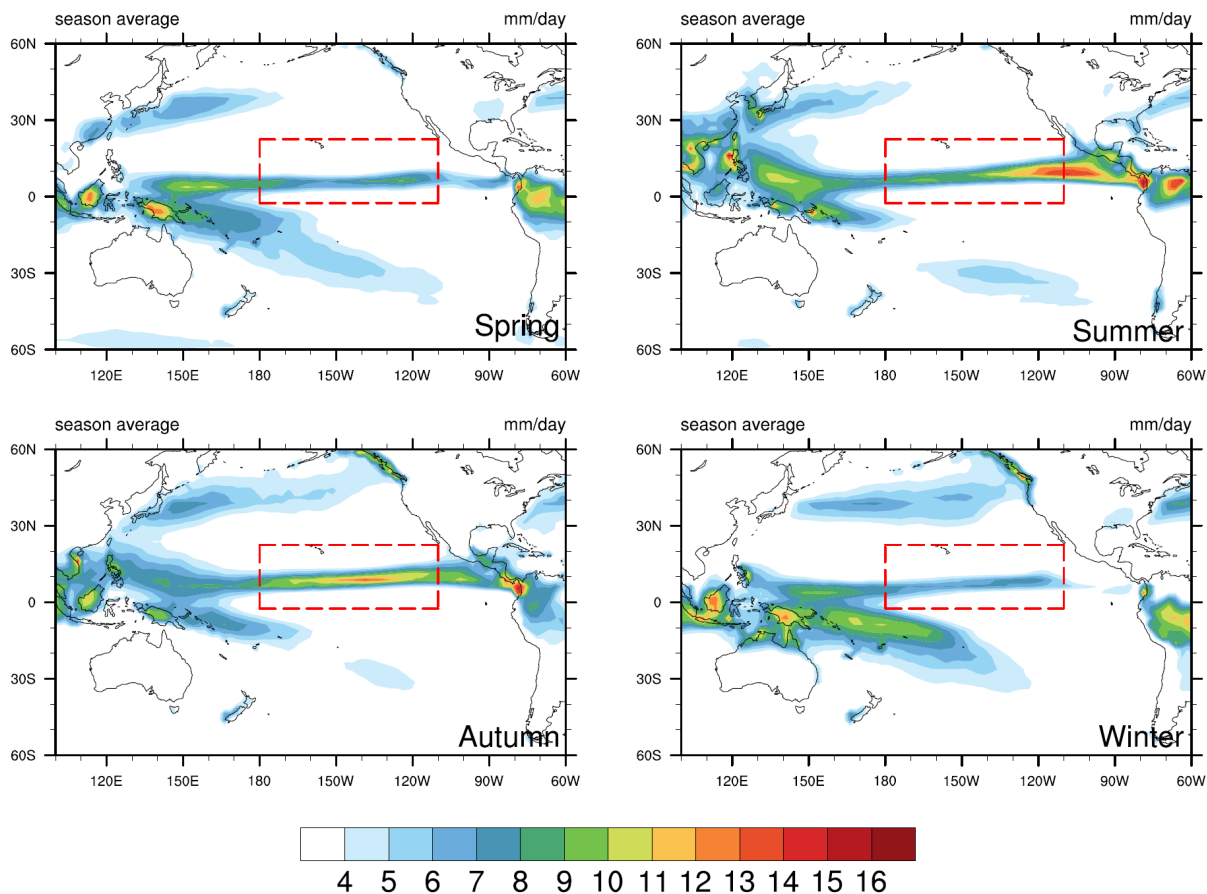 season average mm/day season average mm/day
60N 60N
30N 30N
0 0
30S 30S
Spring Summer
60S 60S
120E 150E 180 150W 120W 90W 60W 120E 150E 180 150W 120W 90W 60W
season average mm/day season average mm/day
60N 60N
30N 30N
0 0
30S 30S
Autumn Winter
60S 60S
120E 150E 180 150W 120W 90W 60W 120E 150E 180 150W 120W 90W 60W
4 5 6 7 8 9 10 11 12 13 14 15 16